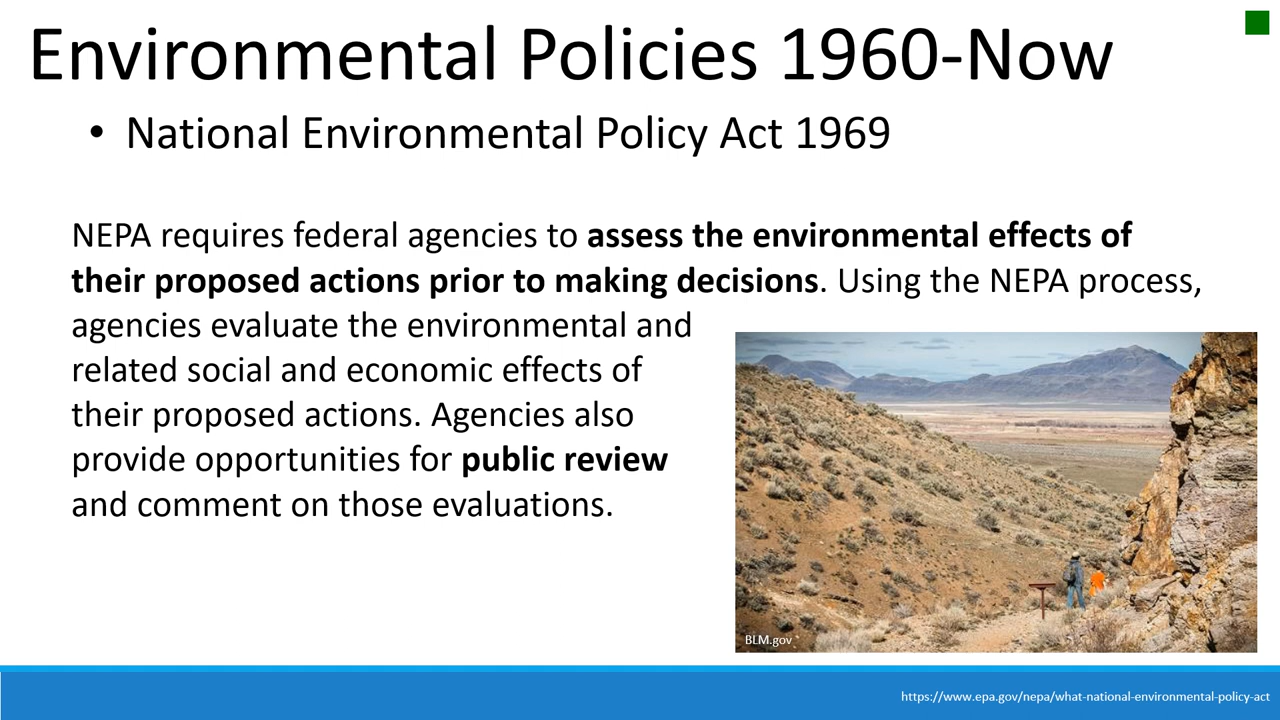 Environmental Policies 1960-Now
• National Environmental Policy Act 1969
NEPA requires federal agencies to assess the environmental effects of
their proposed actions prior to making decisions. Using the NEPA process,
agencies evaluate the environmental and
related social and economic effects of
their proposed actions. Agencies also
provide opportunities for public review
and comment on those evaluations.
BLM.gov
https://www.epa.gov/nepa/what-national-environmental-policy-act